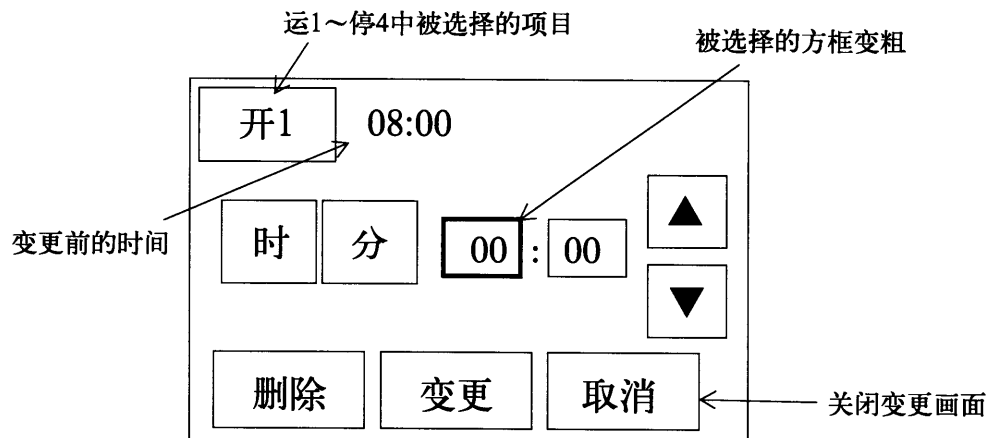 运1～停4中被选择的项目
被选择的方框变粗
开1 08:00
变更前的时间
时 分 00 : 00 ▲
▼
删除 变更 取消
关闭变更画面